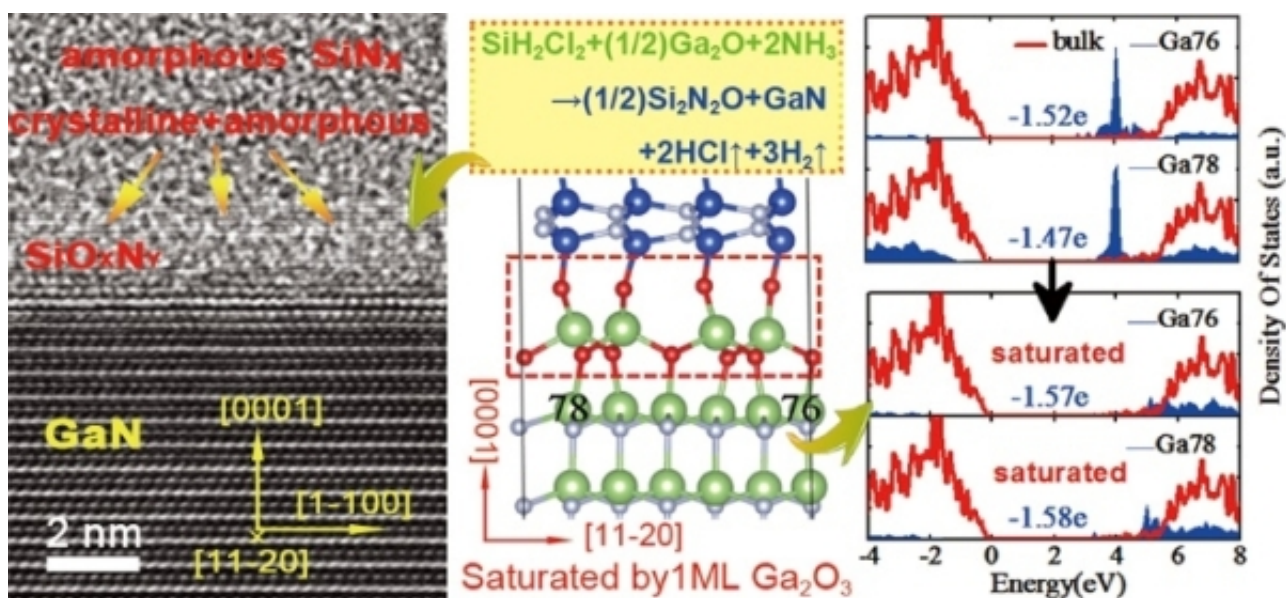 amorphous SiNx
crystalline+amorphous
SiOxNy
GaN
[0001]
[1-100]
[11-20]
2 nm
SiH₂Cl₂+(1/2)Ga₂O+2NH₃
→(1/2)Si₂N₂O+GaN
+2HCl↑+3H₂↑
78
76
[0001]
[11-20]
Saturated by1ML Ga₂O₃
bulk
Ga76
-1.52e
Ga78
-1.47e
Ga76
saturated
-1.57e
Ga78
saturated
-1.58e
-4 -2 0 2 4 6 8
Energy(eV)
Density Of States (a.u.)